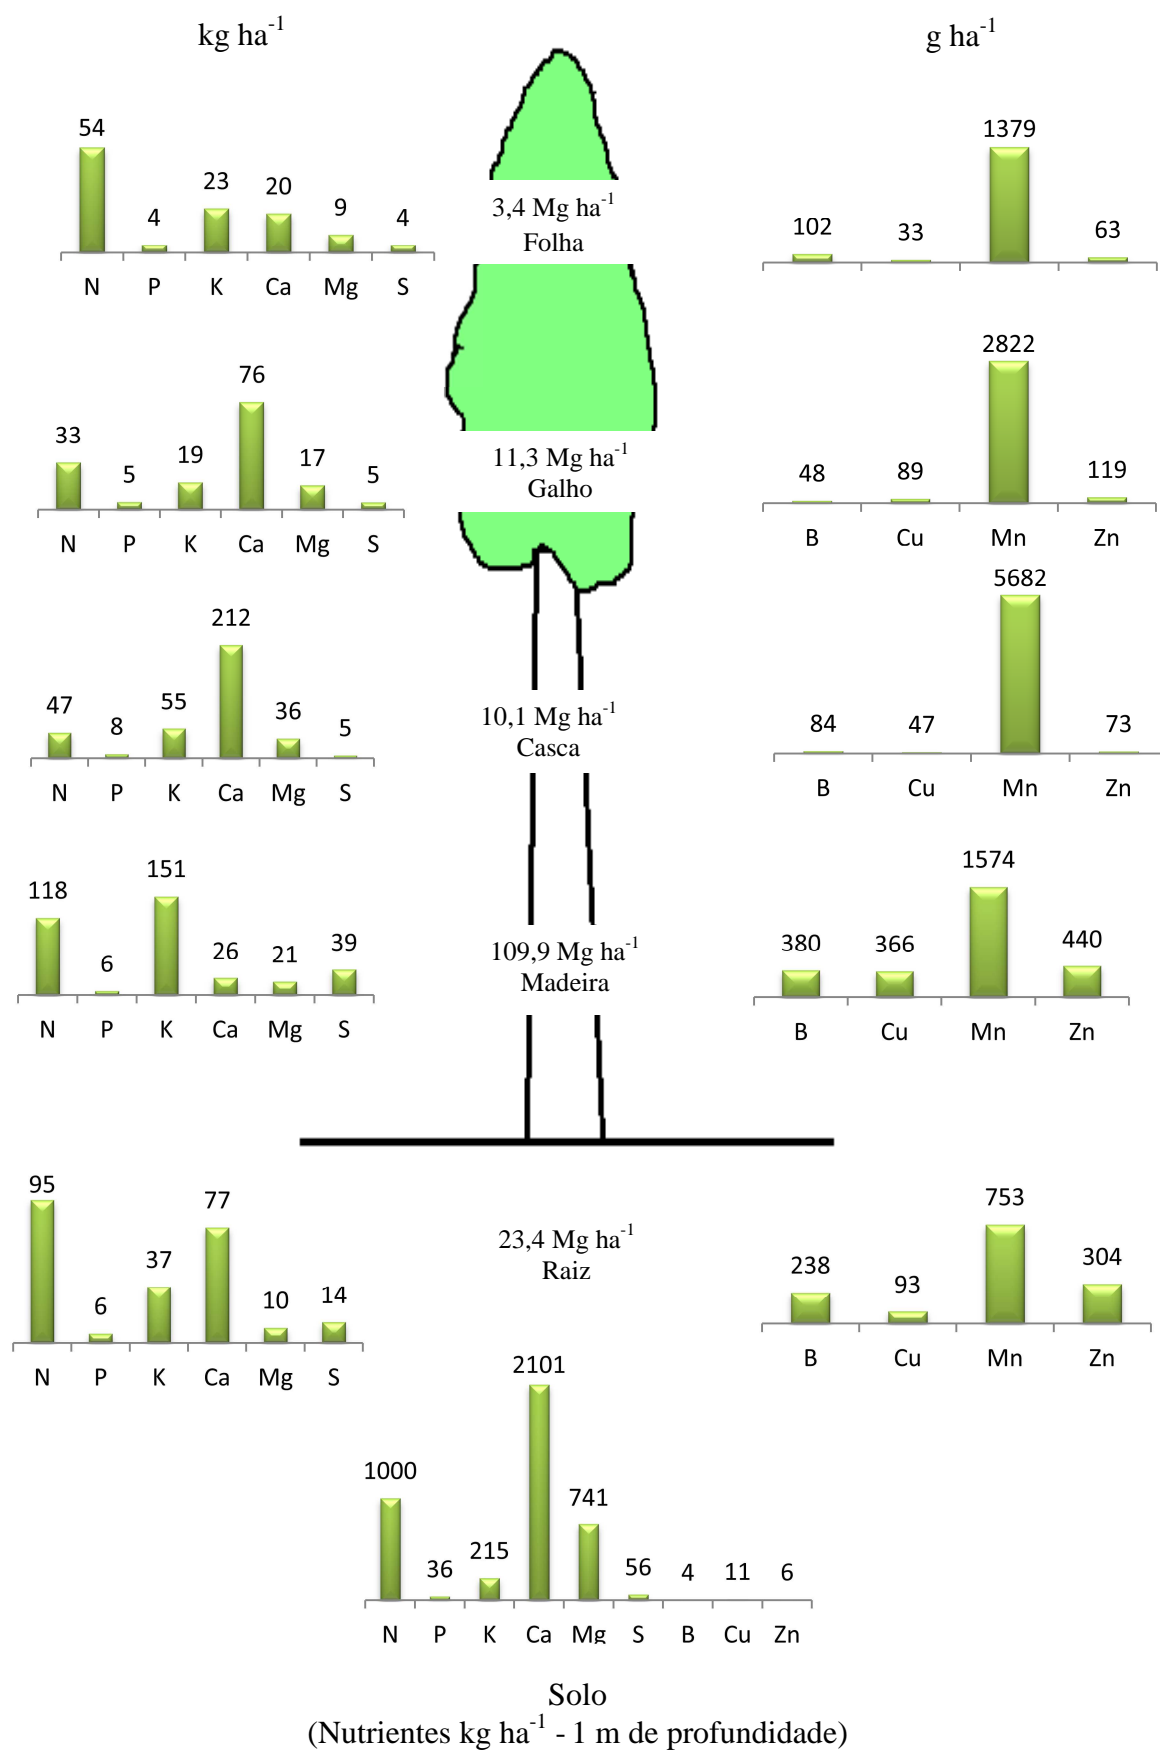 kg ha-1
g ha-1
54 4 23 20 9 4
N P K Ca Mg S
3,4 Mg ha-1
Folha
102 33 1379 63
33 5 19 76 17 5
N P K Ca Mg S
11,3 Mg ha-1
Galho
48 89 2822 119
B Cu Mn Zn
47 8 55 212 36 5
N P K Ca Mg S
10,1 Mg ha-1
Casca
84 47 5682 73
B Cu Mn Zn
118 6 151 26 21 39
N P K Ca Mg S
109,9 Mg ha-1
Madeira
380 366 1574 440
B Cu Mn Zn
95 6 37 77 10 14
N P K Ca Mg S
23,4 Mg ha-1
Raiz
238 93 753 304
B Cu Mn Zn
1000 36 215 2101 741 56 4 11 6
N P K Ca Mg S B Cu Zn
Solo
(Nutrientes kg ha-1 - 1 m de profundidade)